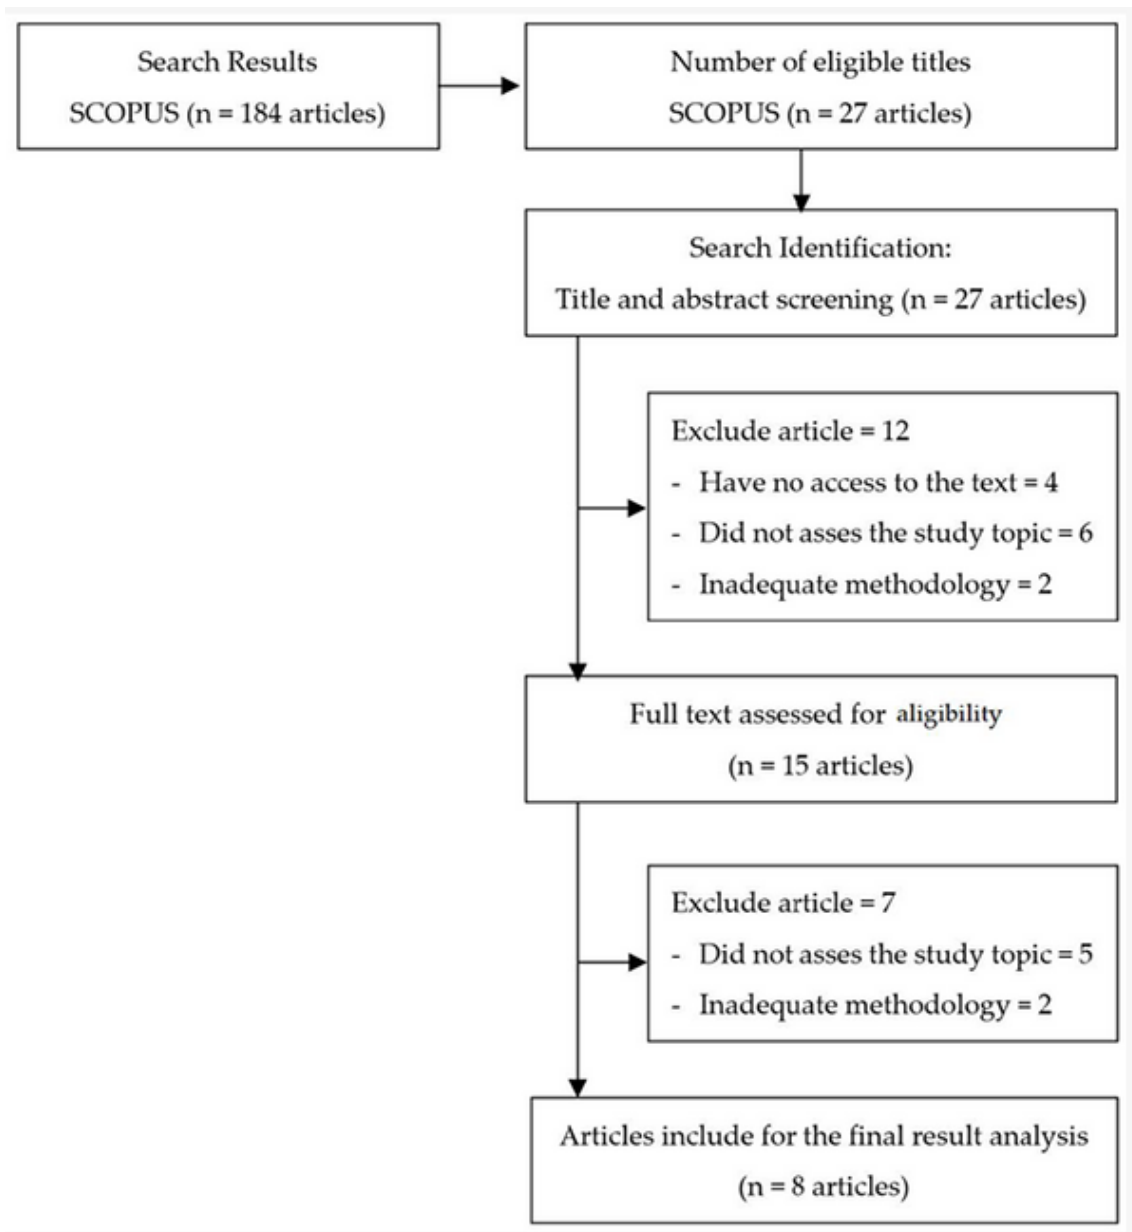 Search Results
SCOPUS (n = 184 articles)
Number of eligible titles
SCOPUS (n = 27 articles)
Search Identification:
Title and abstract screening (n = 27 articles)
Exclude article = 12
- Have no access to the text = 4
- Did not asses the study topic = 6
- Inadequate methodology = 2
Full text assessed for aligibility
(n = 15 articles)
Exclude article = 7
- Did not asses the study topic = 5
- Inadequate methodology = 2
Articles include for the final result analysis
(n = 8 articles)